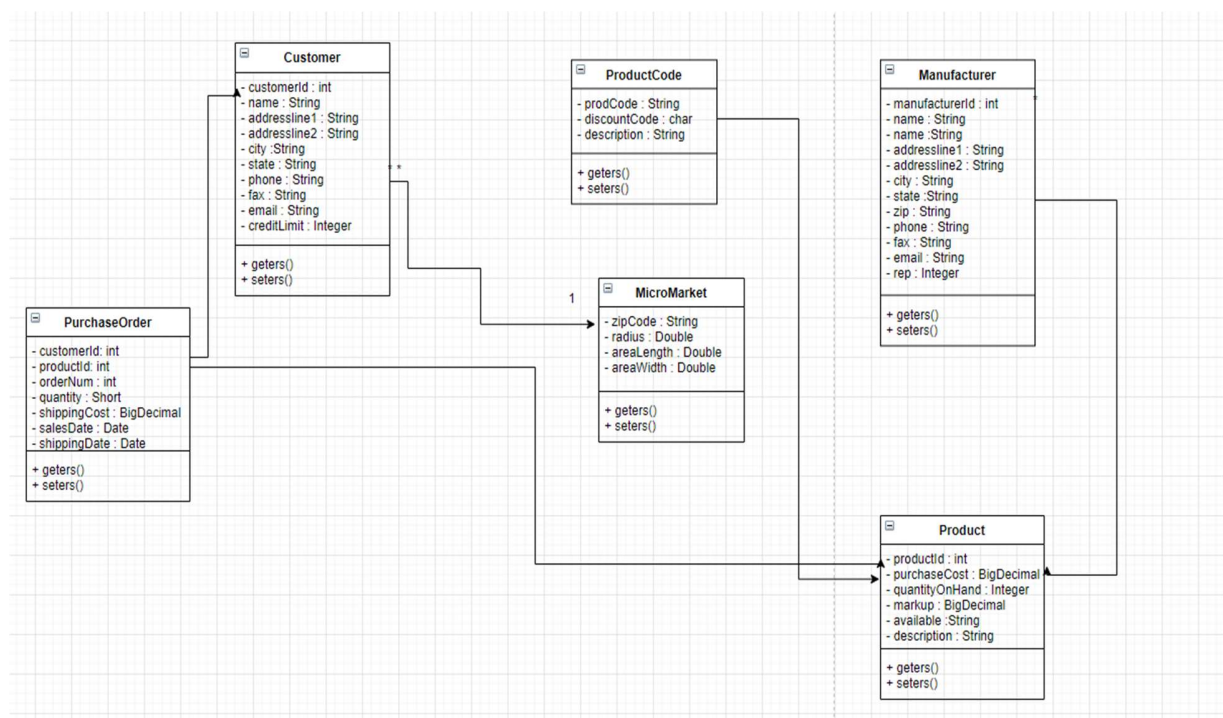 Customer
- customerId : int
- name : String
- addressline1 : String
- addressline2 : String
- city :String
- state : String
- phone : String
- fax : String
- email : String
- creditLimit : Integer
+ geters()
+ seters()
* *
ProductCode
- prodCode : String
- discountCode : char
- description : String
+ geters()
+ seters()
Manufacturer
- manufacturerId : int
- name : String
- name :String
- addressline1 : String
- addressline2 : String
- city : String
- state :String
- zip : String
- phone : String
- fax : String
- email : String
- rep : Integer
+ geters()
+ seters()
*
1
MicroMarket
- zipCode : String
- radius : Double
- areaLength : Double
- areaWidth : Double
+ geters()
+ seters()
PurchaseOrder
- customerId: int
- productId: int
- orderNum : int
- quantity : Short
- shippingCost : BigDecimal
- salesDate : Date
- shippingDate : Date
+ geters()
+ seters()
Product
- productId : int
- purchaseCost : BigDecimal
- quantityOnHand : Integer
- markup : BigDecimal
- available :String
- description : String
+ geters()
+ seters()